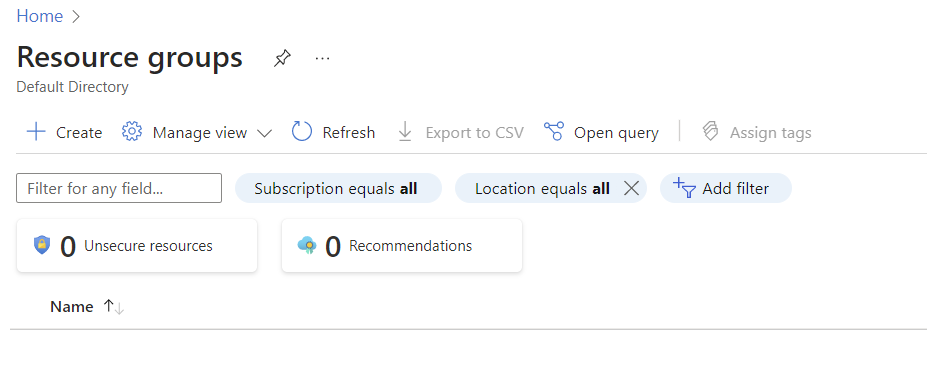 Home
Resource groups
Default Directory
Create Manage view Refresh Export to CSV Open query Assign tags
Filter for any field... Subscription equals all Location equals all Add filter
0 Unsecure resources 0 Recommendations
Name